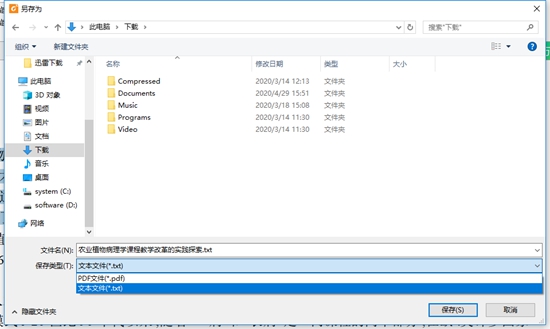 另存为
此电脑 › 下载 ›
搜索"下载"
组织 新建文件夹
名称 修改日期 类型 大小
迅雷下载
此电脑
3D 对象
视频
图片
文档
下载
音乐
桌面
system (C:)
software (D:)
网络
Compressed 2020/3/14 12:13 文件夹
Documents 2020/4/29 15:51 文件夹
Music 2020/3/18 15:08 文件夹
Programs 2020/3/14 11:30 文件夹
Video 2020/3/14 11:30 文件夹
文件名(N): 农业植物病理学课程教学改革的实践探索.txt
保存类型(T): 文本文件(*.txt)
PDF文件(*.pdf)
文本文件(*.txt)
隐藏文件夹
保存(S) 取消